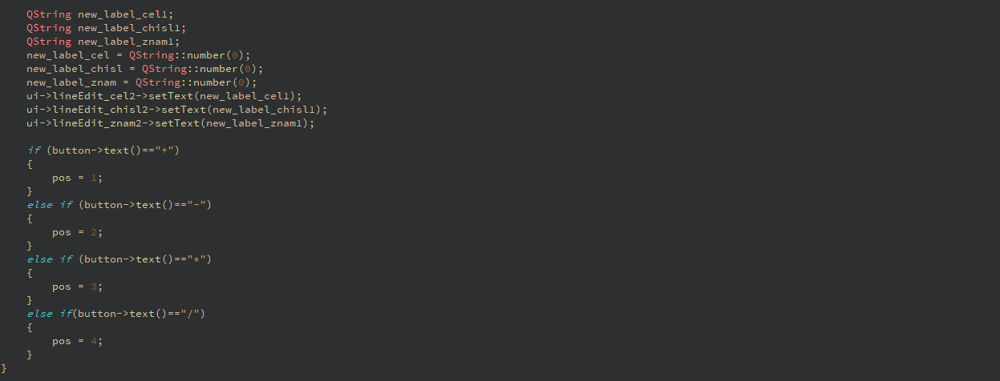 QString new_label_cel1;
QString new_label_chisl1;
QString new_label_znam1;
new_label_cel = QString::number(0);
new_label_chisl = QString::number(0);
new_label_znam = QString::number(0);
ui->lineEdit_cel2->setText(new_label_cel1);
ui->lineEdit_chisl2->setText(new_label_chisl1);
ui->lineEdit_znam2->setText(new_label_znam1);
if (button->text()=="+")
{
pos = 1;
}
else if (button->text()=="-")
{
pos = 2;
}
else if (button->text()=="*")
{
pos = 3;
}
else if(button->text()=="/")
{
pos = 4;
}
}